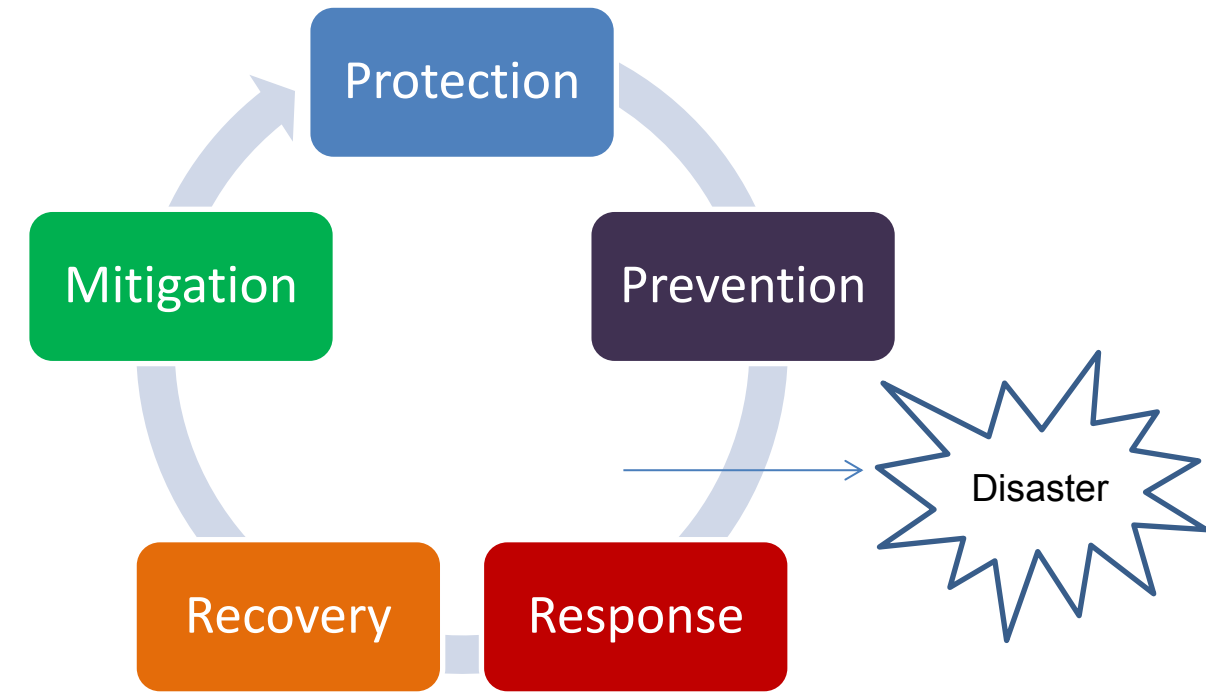 Protection
Mitigation
Prevention
Disaster
Recovery
Response